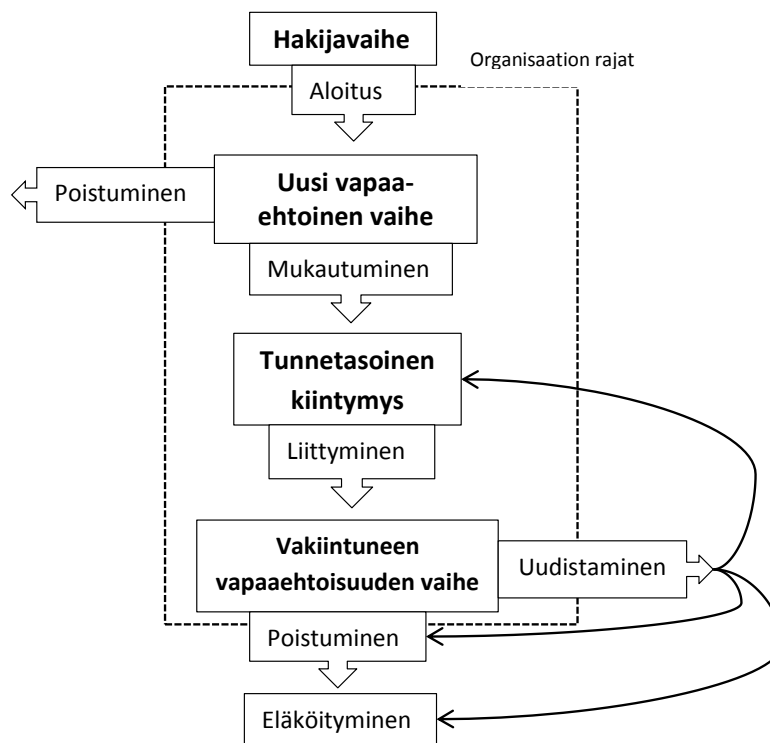 Hakijavaihe
Organisaation rajat
Aloitus
Poistuminen
Uusi vapaa-
ehtoinen vaihe
Mukautuminen
Tunnetasoinen
kiintymys
Liittyminen
Vakiintuneen
vapaaehtoisuuden vaihe
Uudistaminen
Poistuminen
Eläköityminen